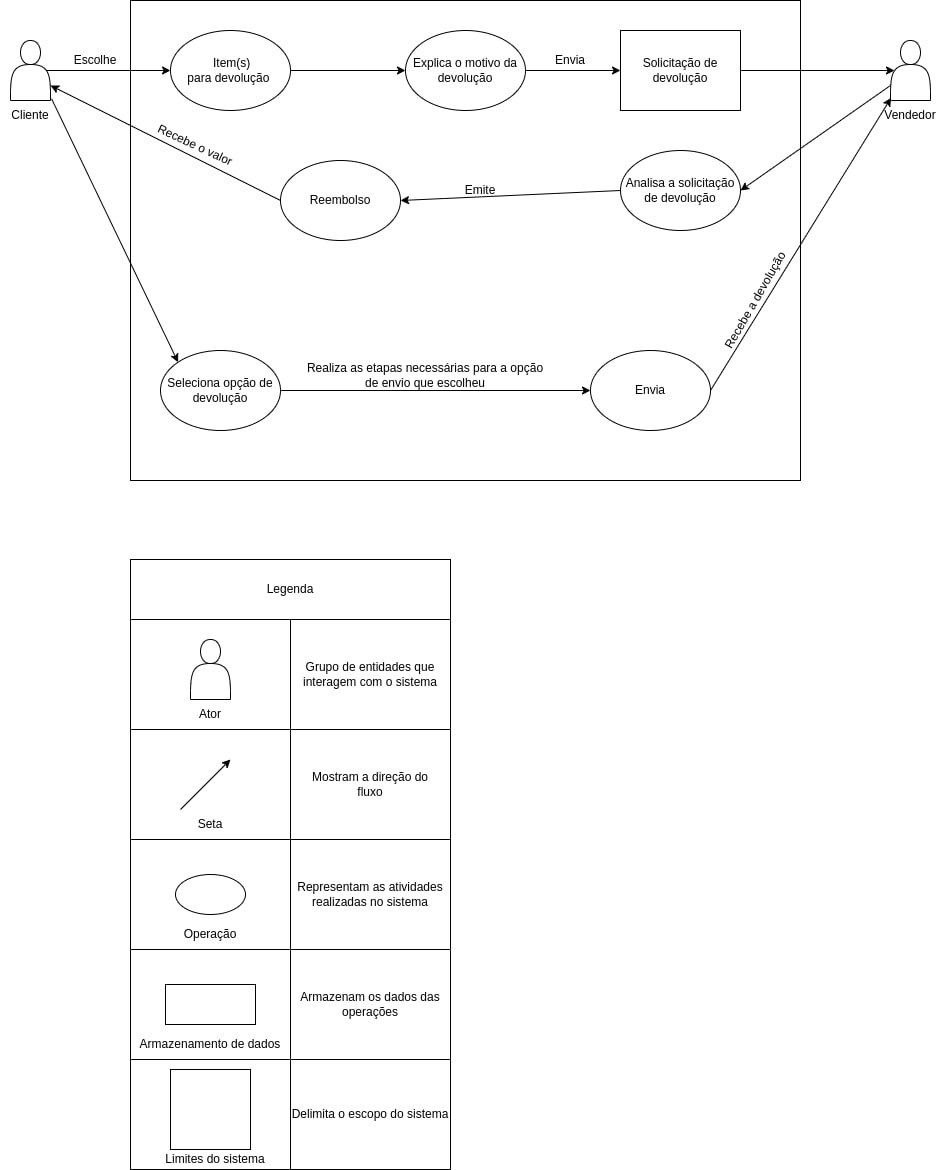 Escolhe
Item(s)
para devolução
Explica o motivo da
devolução
Envia
Solicitação de
devolução
Cliente
Vendedor
Recebe o valor
Reembolso
Emite
Analisa a solicitação
de devolução
Recebe a devolução
Seleciona opção de
devolução
Realiza as etapas necessárias para a opção
de envio que escolheu
Envia
Legenda
Ator
Grupo de entidades que
interagem com o sistema
Seta
Mostram a direção do
fluxo
Operação
Representam as atividades
realizadas no sistema
Armazenamento de dados
Armazenam os dados das
operações
Limites do sistema
Delimita o escopo do sistema